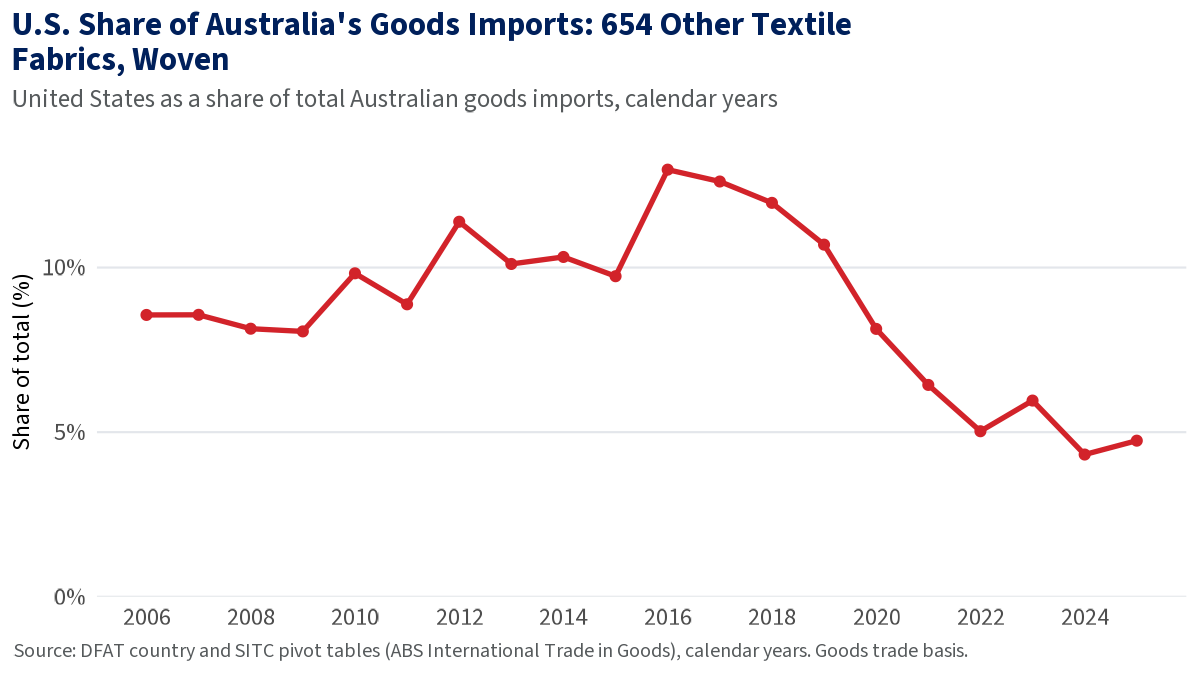 U.S. Share of Australia's Goods Imports: 654 Other Textile
Fabrics, Woven
United States as a share of total Australian goods imports, calendar years
Share of total (%)
10%
5%
0%
2006 2008 2010 2012 2014 2016 2018 2020 2022 2024
Source: DFAT country and SITC pivot tables (ABS International Trade in Goods), calendar years. Goods trade basis.